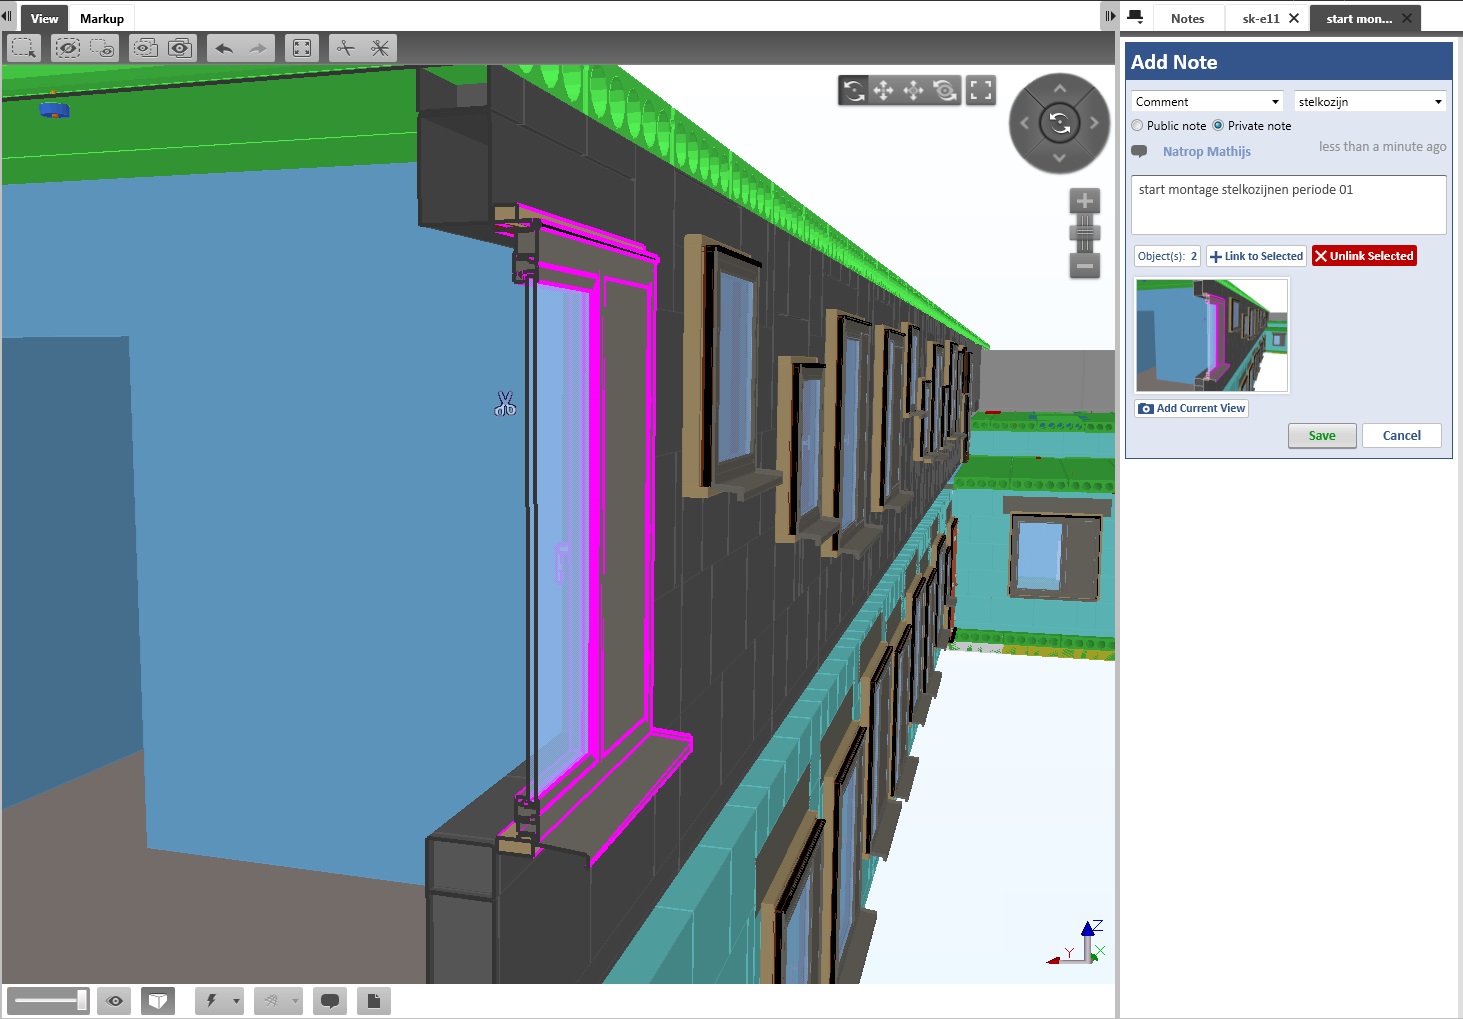 View Markup
Notes sk-e11 start mon...
Add Note
Comment stelkozijn
Public note Private note
Natrop Mathijs less than a minute ago
start montage stelkozijnen periode 01
Object(s): 2 Link to Selected Unlink Selected
Add Current View
Save Cancel
Z
Y X